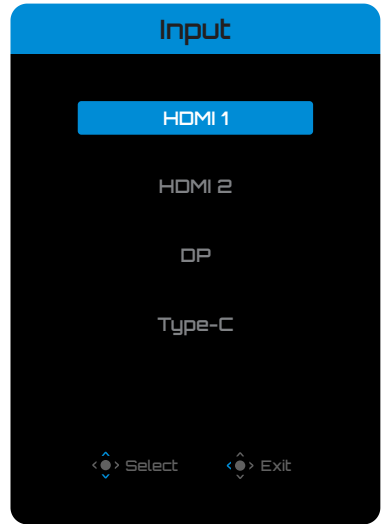 Input
HDMI 1
HDMI 2
DP
Type-C
Select Exit